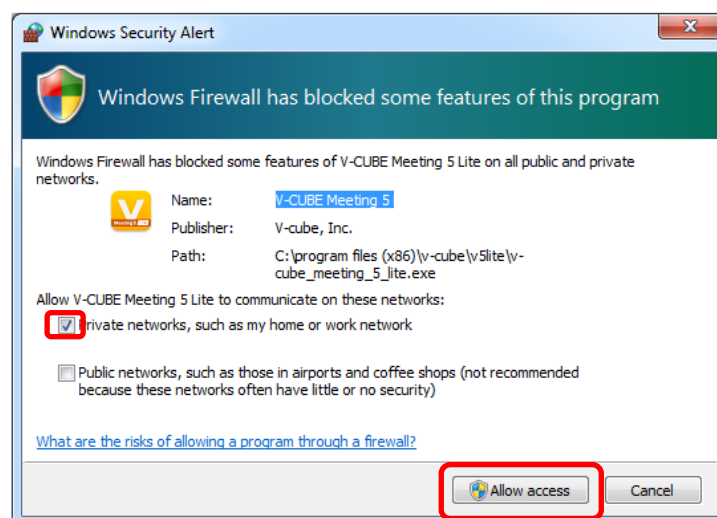 Windows Security Alert
Windows Firewall has blocked some features of this program
Windows Firewall has blocked some features of V-CUBE Meeting 5 Lite on all public and private
networks.
Name: V-CUBE Meeting 5
Publisher: V-cube, Inc.
Path: C:\program files (x86)\v-cube\v5lite\v-
cube_meeting_5_lite.exe
Allow V-CUBE Meeting 5 Lite to communicate on these networks:
Private networks, such as my home or work network
Public networks, such as those in airports and coffee shops (not recommended
because these networks often have little or no security)
What are the risks of allowing a program through a firewall?
Allow access Cancel